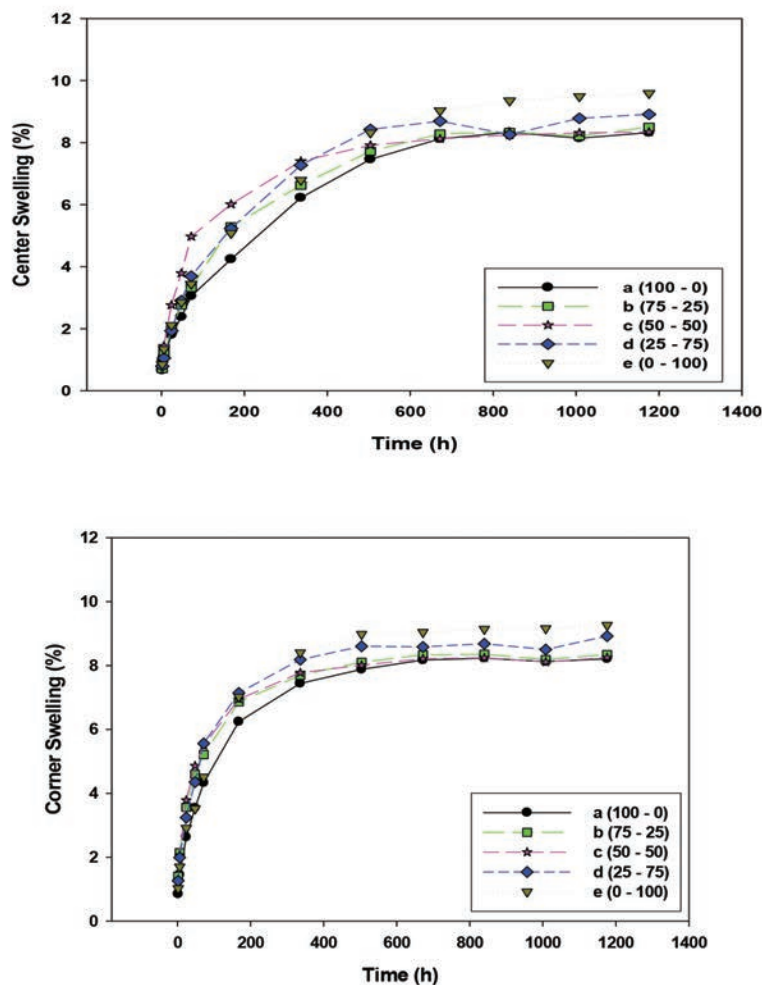 12
10
8
6
4
2
0
Center Swelling (%)
a (100 - 0)
b (75 - 25)
c (50 - 50)
d (25 - 75)
e (0 - 100)
0 200 400 600 800 1000 1200 1400
Time (h)
12
10
8
6
4
2
0
Corner Swelling (%)
a (100 - 0)
b (75 - 25)
c (50 - 50)
d (25 - 75)
e (0 - 100)
0 200 400 600 800 1000 1200 1400
Time (h)